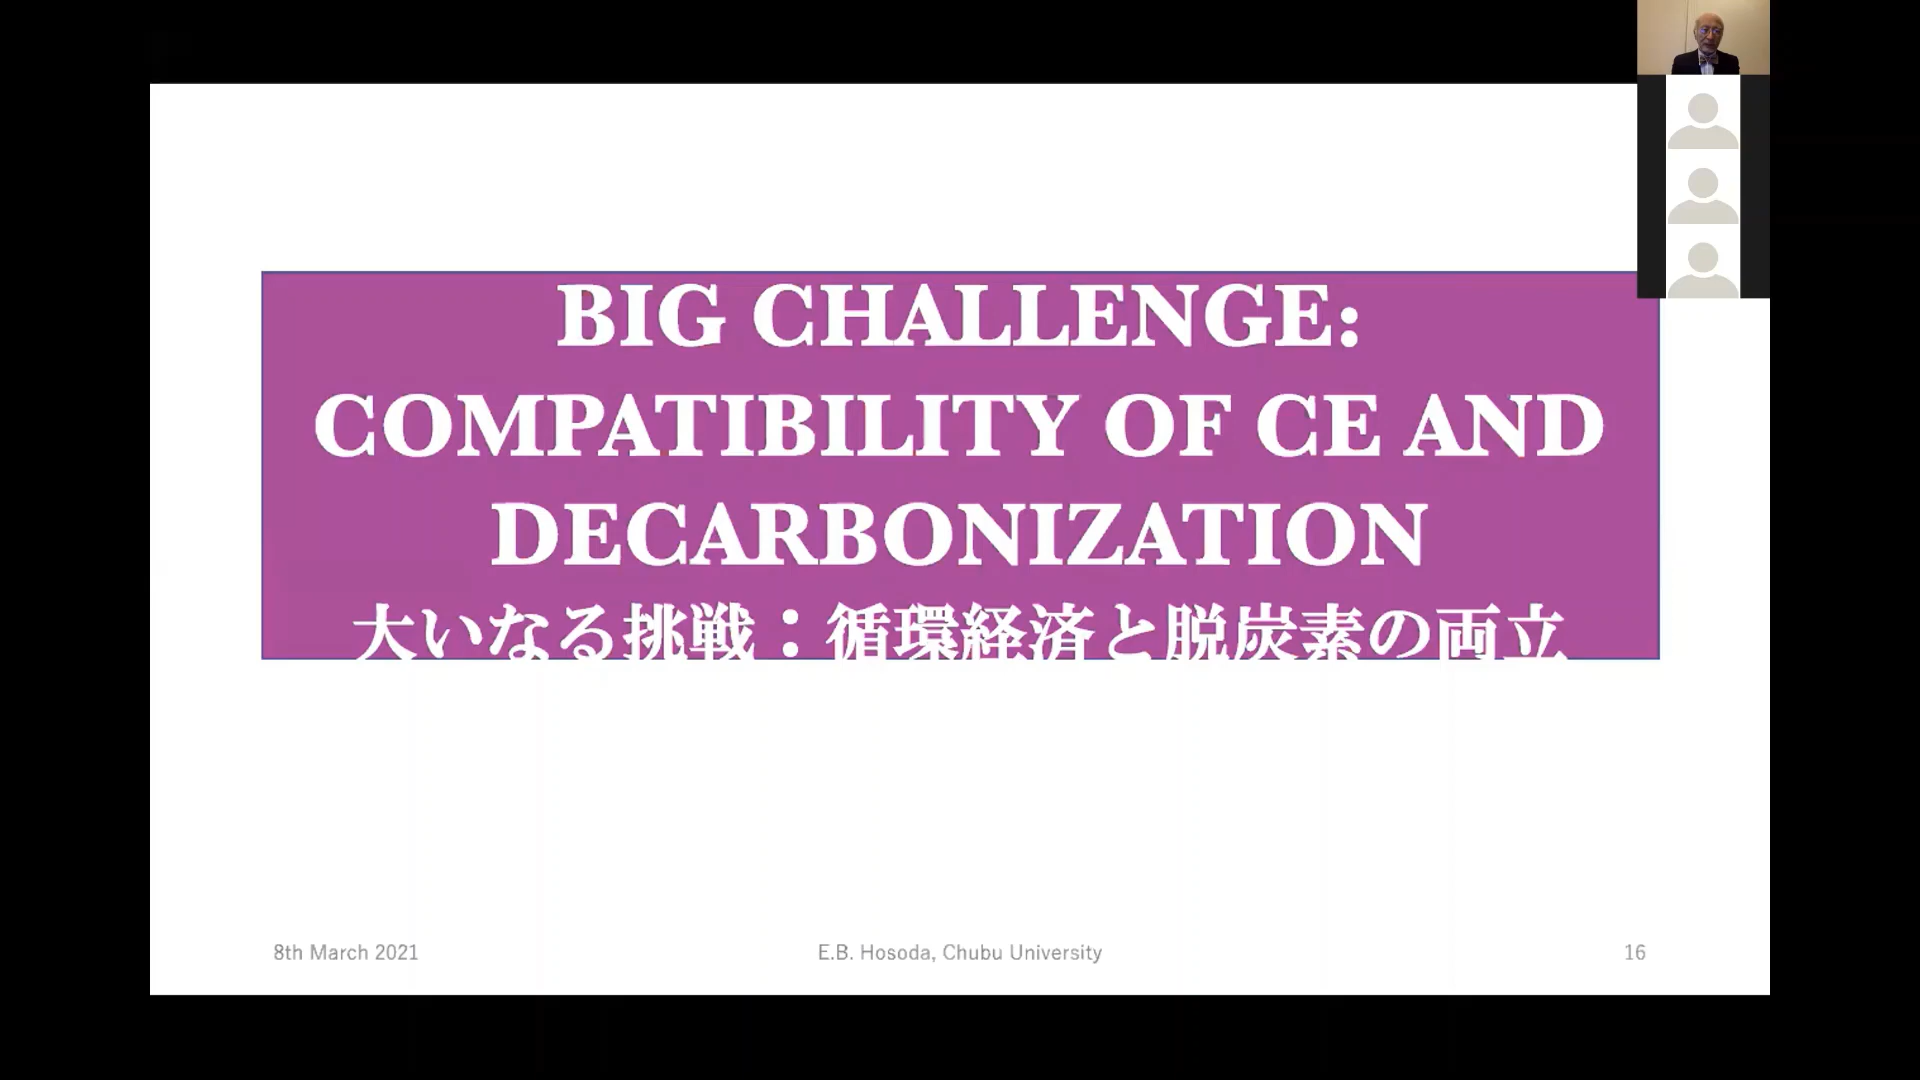 BIG CHALLENGE:
COMPATIBILITY OF CE AND
DECARBONIZATION
大いなる挑戦：循環経済と脱炭素の両立
8th March 2021
E.B. Hosoda, Chubu University
16